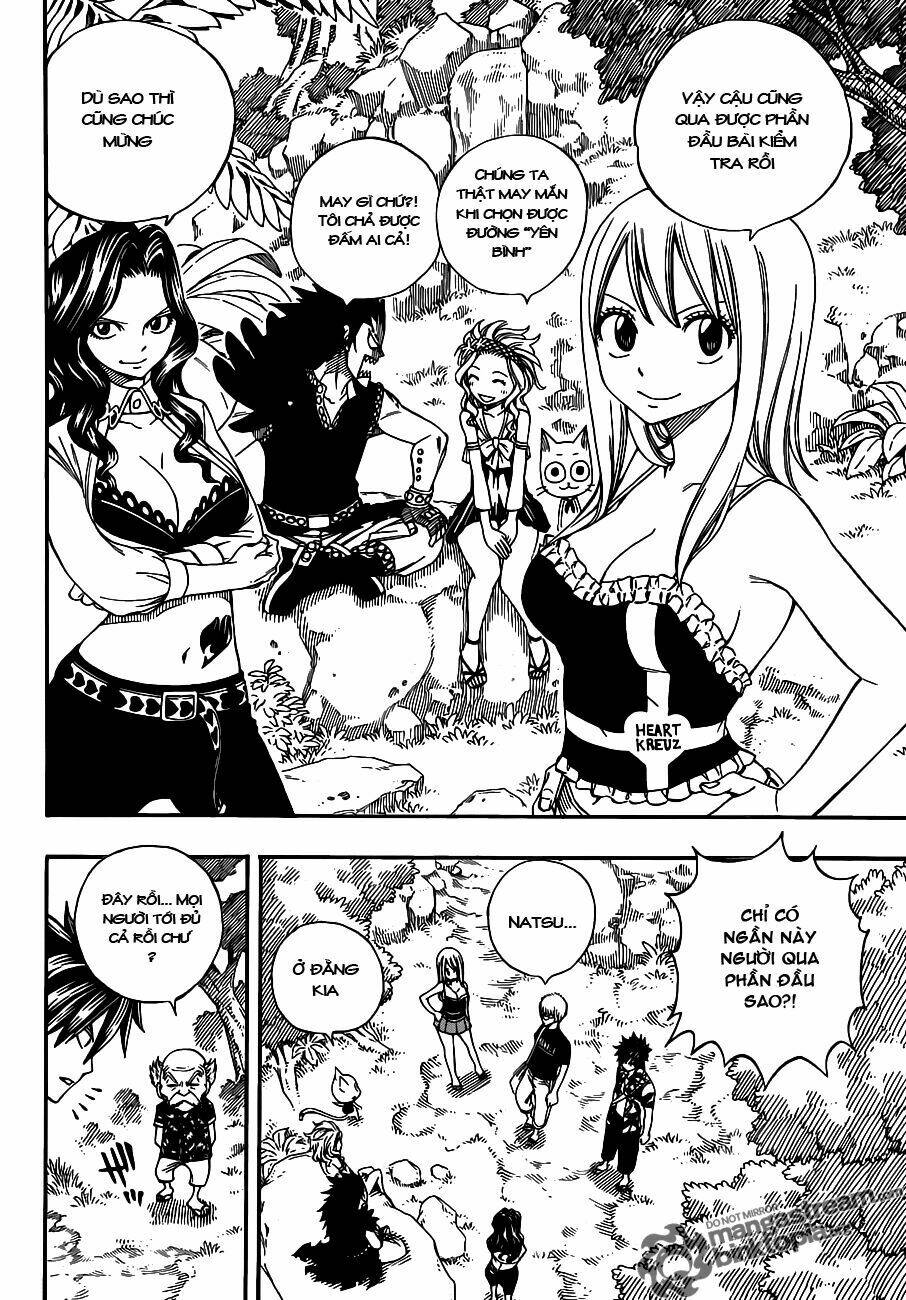 VẬY CẬU CŨNG
QUA ĐƯỢC PHẦN
ĐẦU BÀI KIỂM
TRA RỒI
CHÚNG TA
THẬT MAY MẮN
KHI CHỌN ĐƯỢC
ĐƯỜNG "YÊN
BÌNH"
MAY GÌ CHỨ?!
TÔI CHẢ ĐƯỢC
ĐẤM AI CẢ!
DÙ SAO THÌ
CŨNG CHÚC
MỪNG
HEART
KREUZ
CHỈ CÓ
NGẦN NÀY
NGƯỜI QUA
PHẦN ĐẦU
SAO?!
NATSU...
Ở ĐẰNG
KIA
ĐÂY RỒI... MỌI
NGƯỜI TỚI ĐỦ
CẢ RỒI CHƯ
?
DO NOT MIRROR
mangastream.com